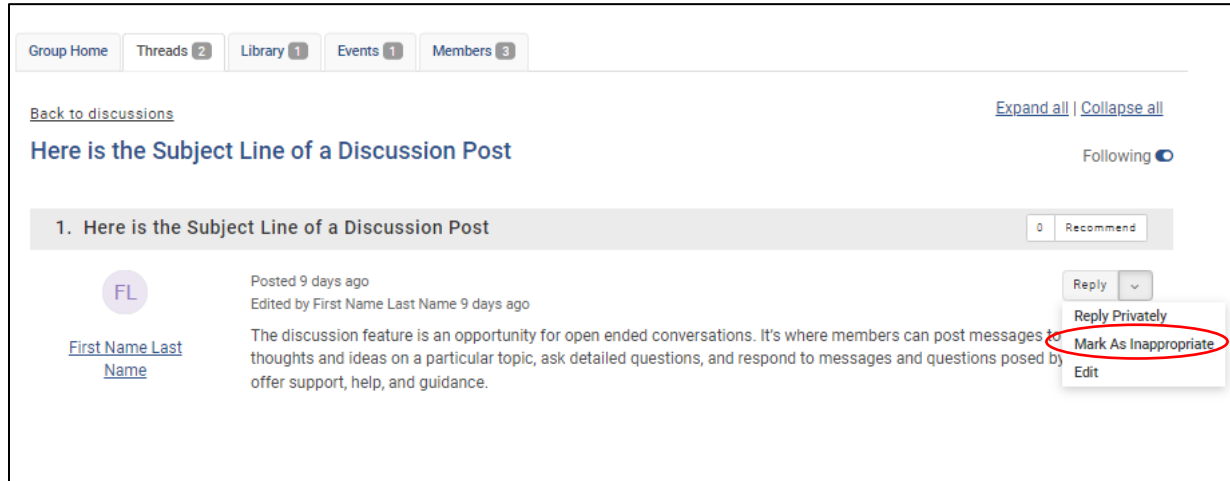 Group Home Threads 2 Library 1 Events 1 Members 3
Back to discussions
Expand all | Collapse all
Here is the Subject Line of a Discussion Post
Following
1. Here is the Subject Line of a Discussion Post
0 Recommend
FL
First Name Last
Name
Posted 9 days ago
Edited by First Name Last Name 9 days ago
The discussion feature is an opportunity for open ended conversations. It's where members can post messages to
thoughts and ideas on a particular topic, ask detailed questions, and respond to messages and questions posed by
offer support, help, and guidance.
Reply
Reply Privately
Mark As Inappropriate
Edit